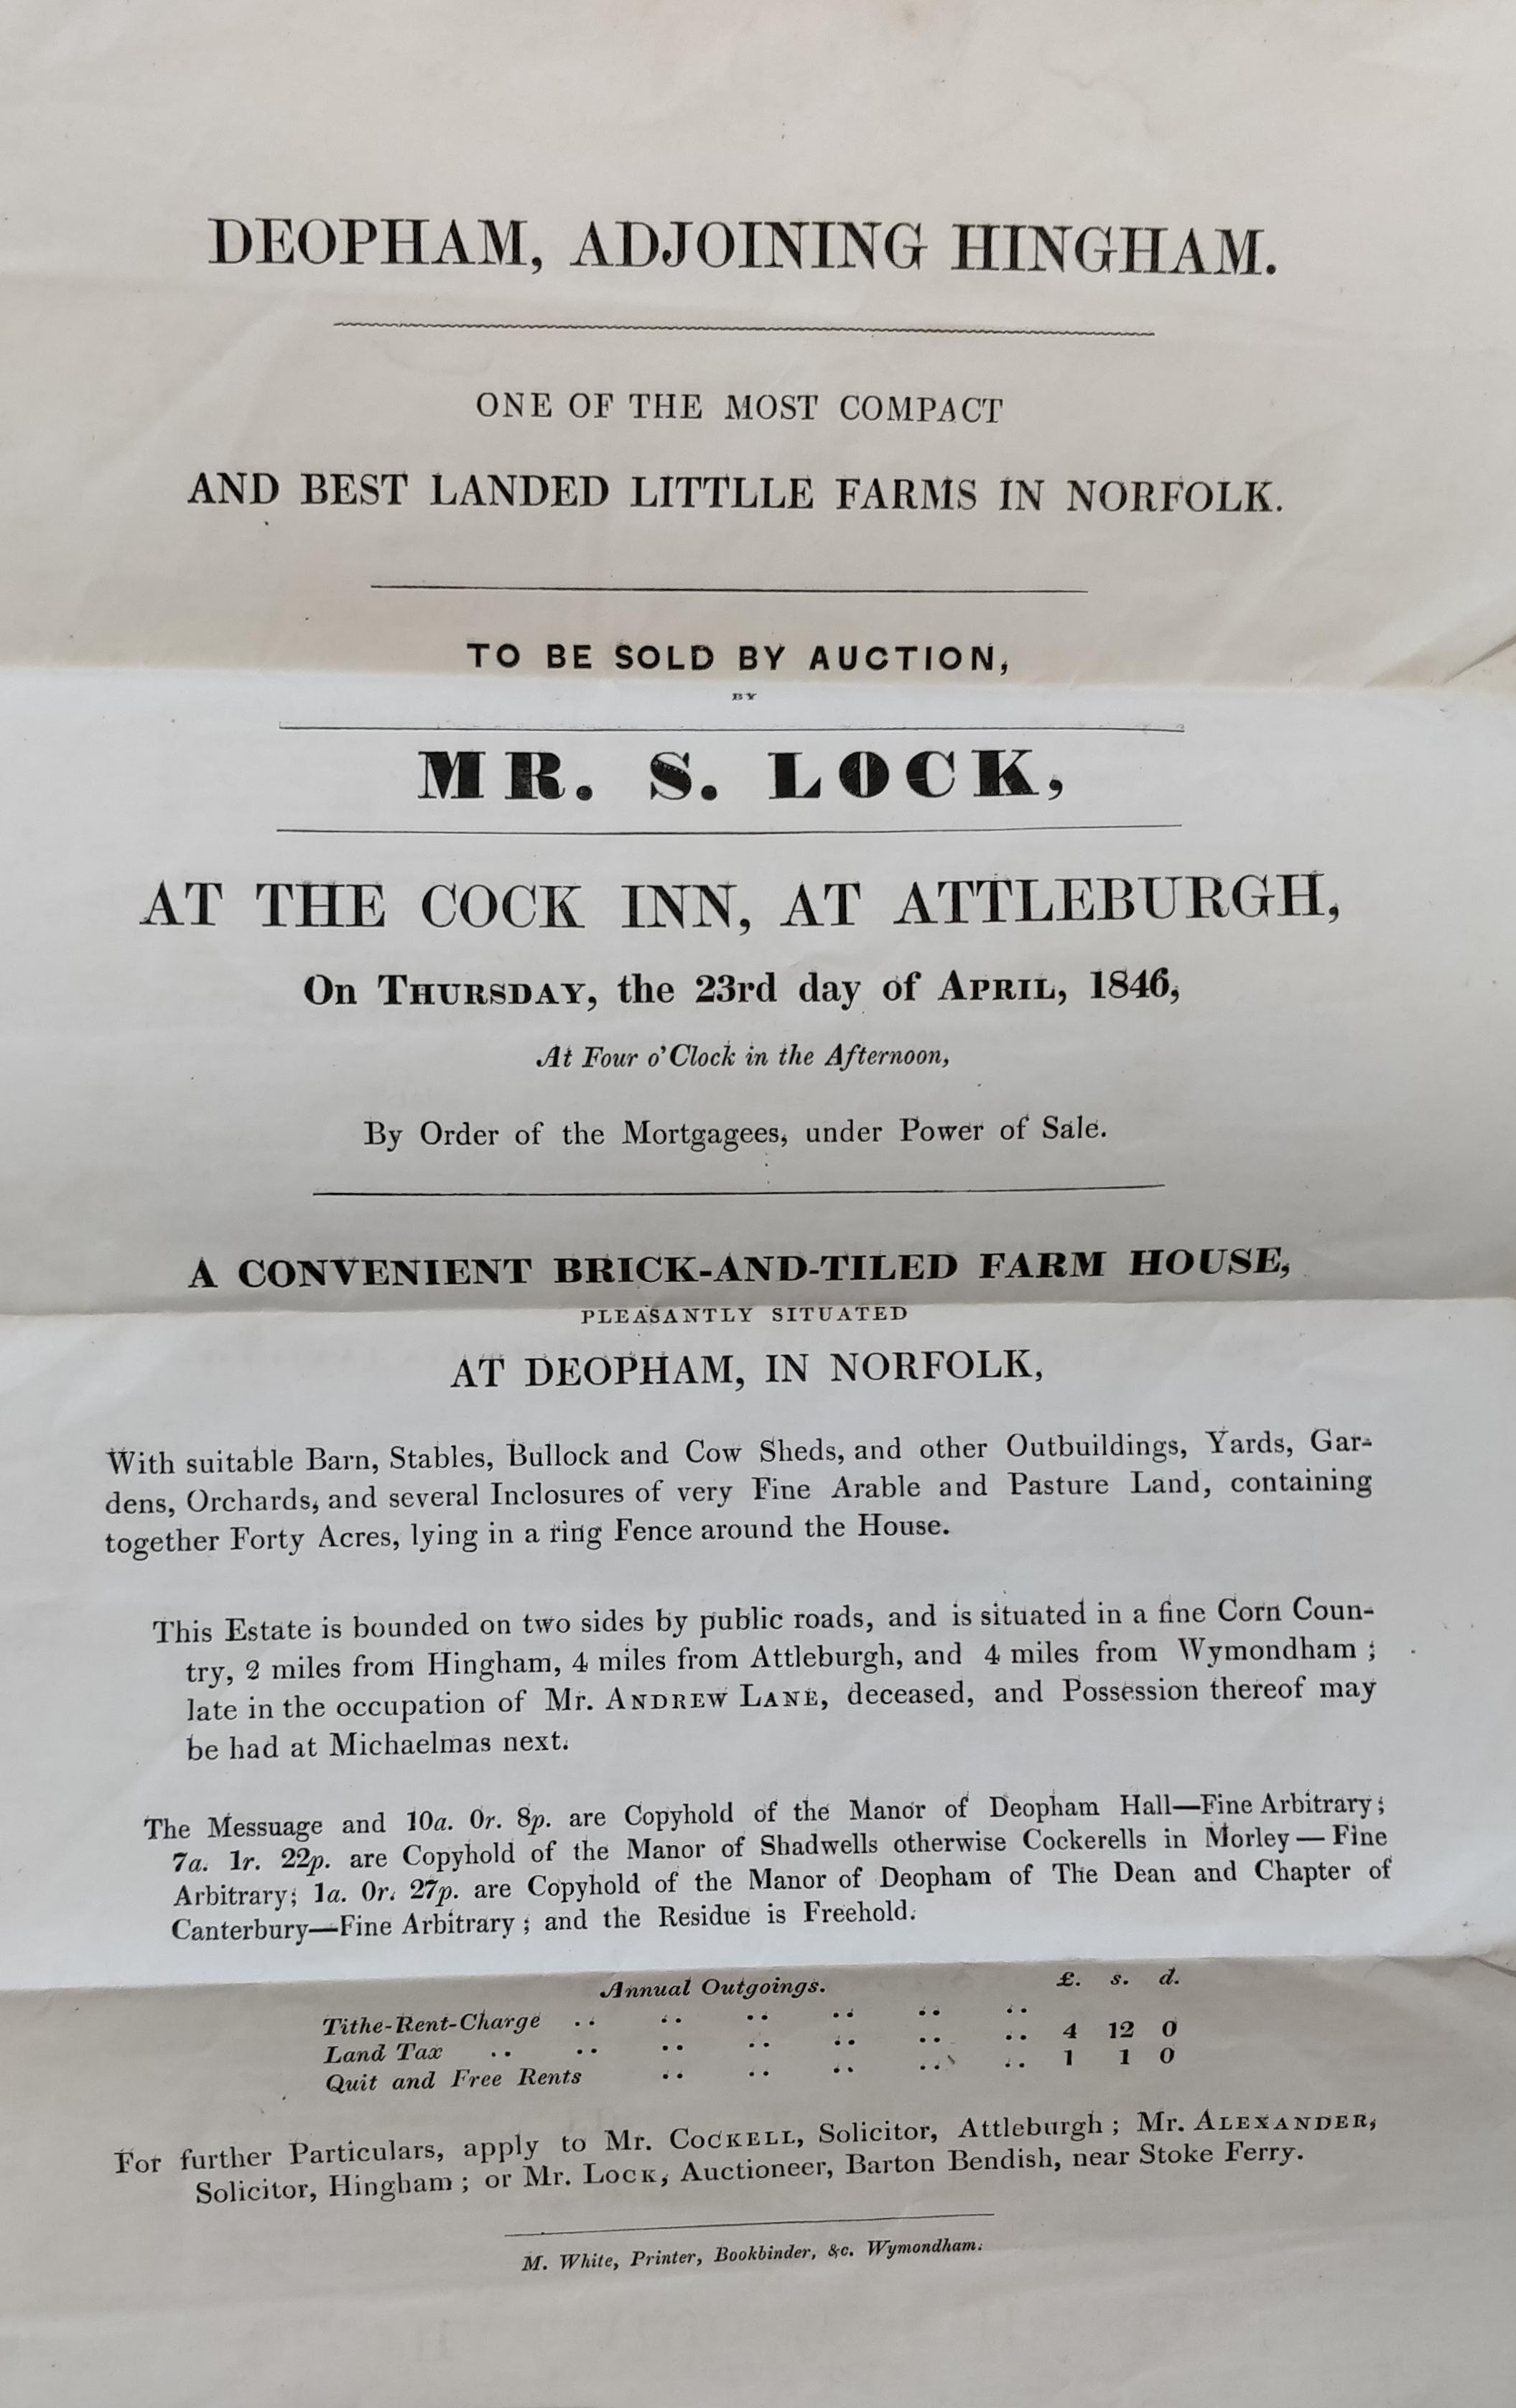 DEOPHAM, ADJOINING HINGHAM.
ONE OF THE MOST COMPACT
AND BEST LANDED LITTLLE FARMS IN NORFOLK.
TO BE SOLD BY AUCTION,
BY
MR. S. LOCK,
AT THE COCK INN, AT ATTLEBURGH,
On THURSDAY, the 23rd day of APRIL, 1846,
At Four o'Clock in the Afternoon,
By Order of the Mortgagees, under Power of Sale.
A CONVENIENT BRICK-AND-TILED FARM HOUSE,
PLEASANTLY SITUATED
AT DEOPHAM, IN NORFOLK,
With suitable Barn, Stables, Bullock and Cow Sheds, and other Outbuildings, Yards, Gar-
dens, Orchards, and several Inclosures of very Fine Arable and Pasture Land, containing
together Forty Acres, lying in a ring Fence around the House.
This Estate is bounded on two sides by public roads, and is situated in a fine Corn Coun-
try, 2 miles from Hingham, 4 miles from Attleburgh, and 4 miles from Wymondham ;
late in the occupation of Mr. ANDREW LANE, deceased, and Possession thereof may
be had at Michaelmas next.
The Messuage and 10a. 0r. 8p. are Copyhold of the Manor of Deopham Hall—Fine Arbitrary ;
7a. 1r. 22p. are Copyhold of the Manor of Shadwells otherwise Cockerells in Morley — Fine
Arbitrary; 1a. 0r. 27p. are Copyhold of the Manor of Deopham of The Dean and Chapter of
Canterbury—Fine Arbitrary ; and the Residue is Freehold.
Annual Outgoings. £. s. d.
Tithe-Rent-Charge .. .. .. .. .. ..
Land Tax .. .. .. .. .. .. .. 4 12 0
Quit and Free Rents .. .. .. .. .. 1 1 0
For further Particulars, apply to Mr. COCKELL, Solicitor, Attleburgh ; Mr. ALEXANDER,
Solicitor, Hingham ; or Mr. LOCK, Auctioneer, Barton Bendish, near Stoke Ferry.
M. White, Printer, Bookbinder, &c. Wymondham.